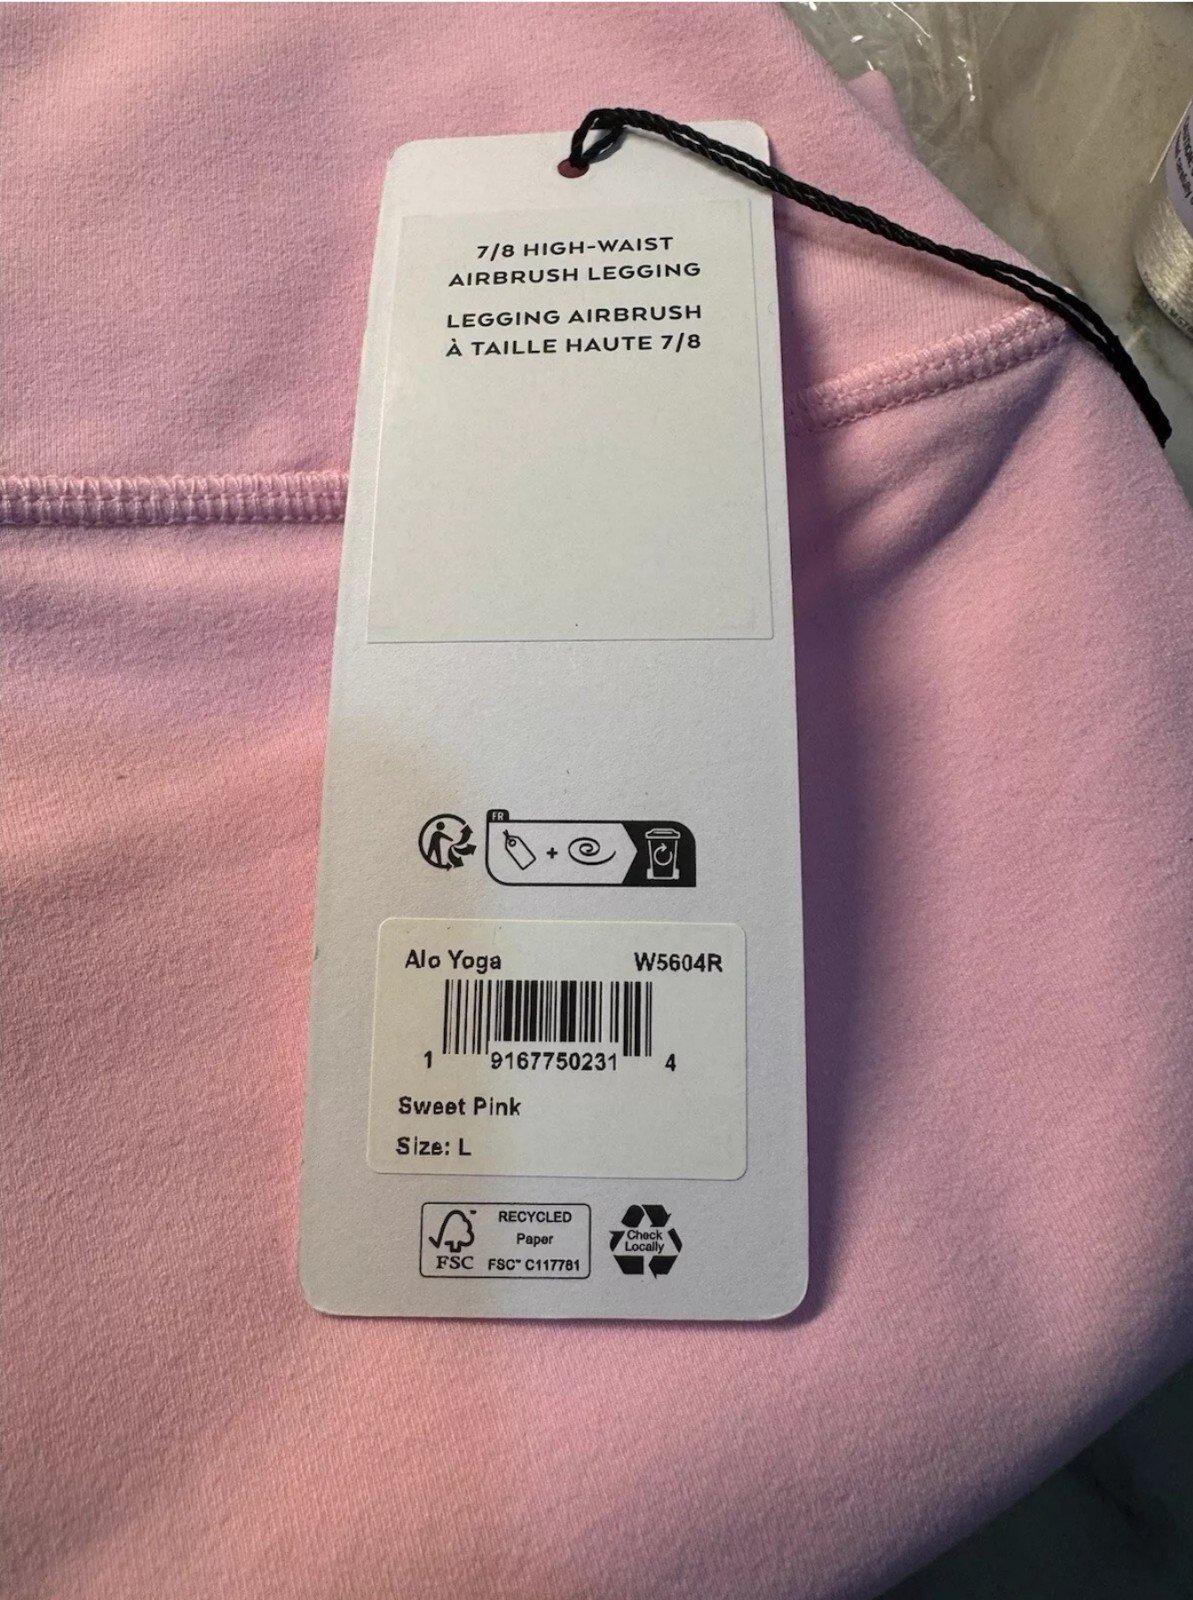 7/8 HIGH-WAIST
AIRBRUSH LEGGING
LEGGING AIRBRUSH
À TAILLE HAUTE 7/8
FR
+
Alo Yoga W5604R
1 9167750231 4
Sweet Pink
Size: L
RECYCLED
Paper
FSC FSC™ C117781
Check
Locally